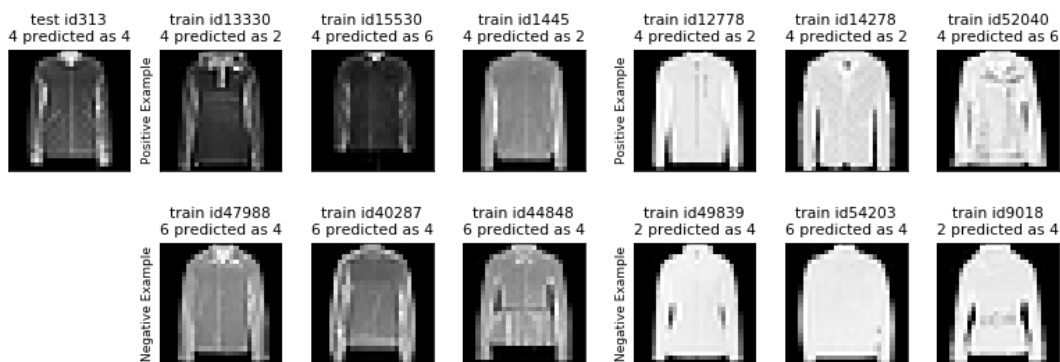 test id313
4 predicted as 4
train id13330
4 predicted as 2
train id15530
4 predicted as 6
train id1445
4 predicted as 2
train id12778
4 predicted as 2
train id14278
4 predicted as 2
train id52040
4 predicted as 6
Positive Example
Positive Example
train id47988
6 predicted as 4
train id40287
6 predicted as 4
train id44848
6 predicted as 4
train id49839
2 predicted as 4
train id54203
6 predicted as 4
train id9018
2 predicted as 4
Negative Example
Negative Example